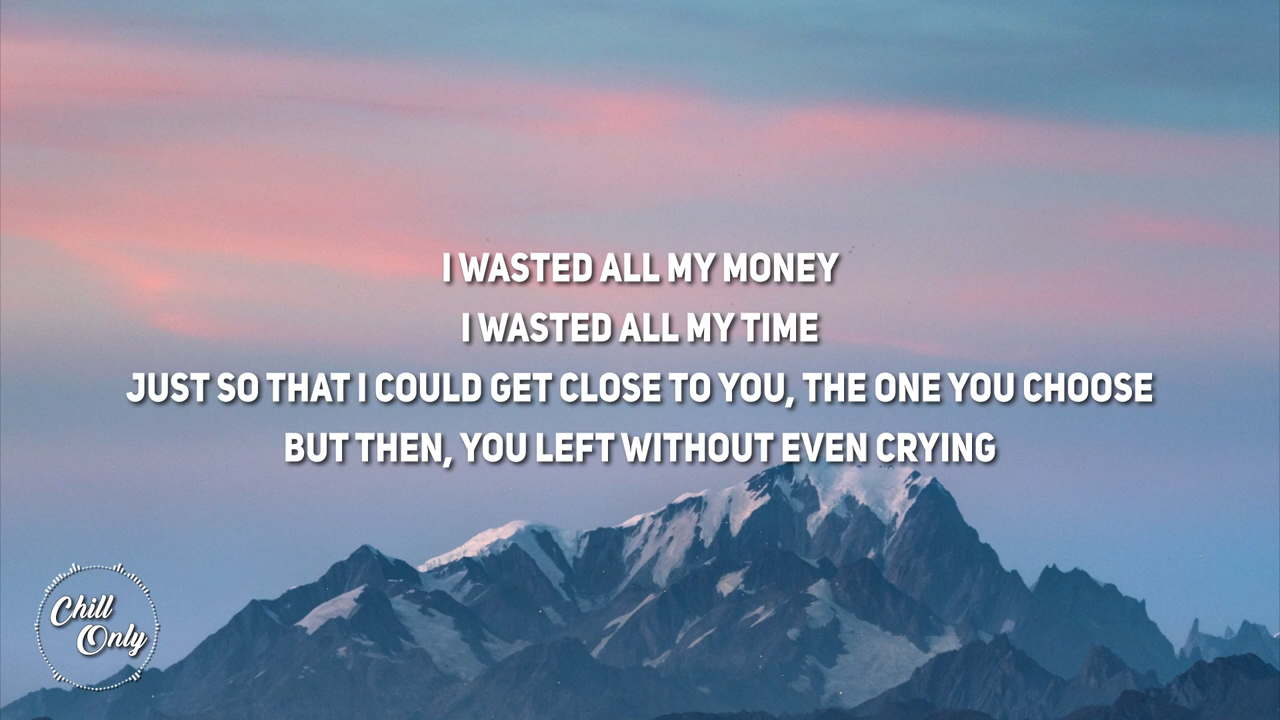 I WASTED ALL MY MONEY
I WASTED ALL MY TIME
JUST SO THAT I COULD GET CLOSE TO YOU, THE ONE YOU CHOOSE
BUT THEN, YOU LEFT WITHOUT EVEN CRYING
Chill
Only